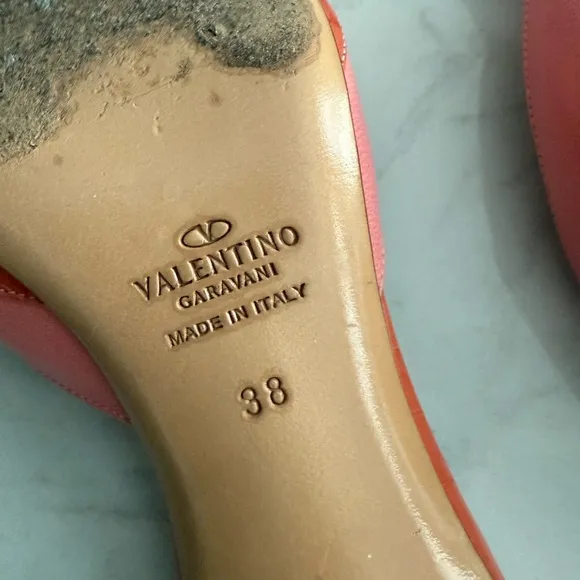 VALENTINO
GARAVANI
MADE IN ITALY
38